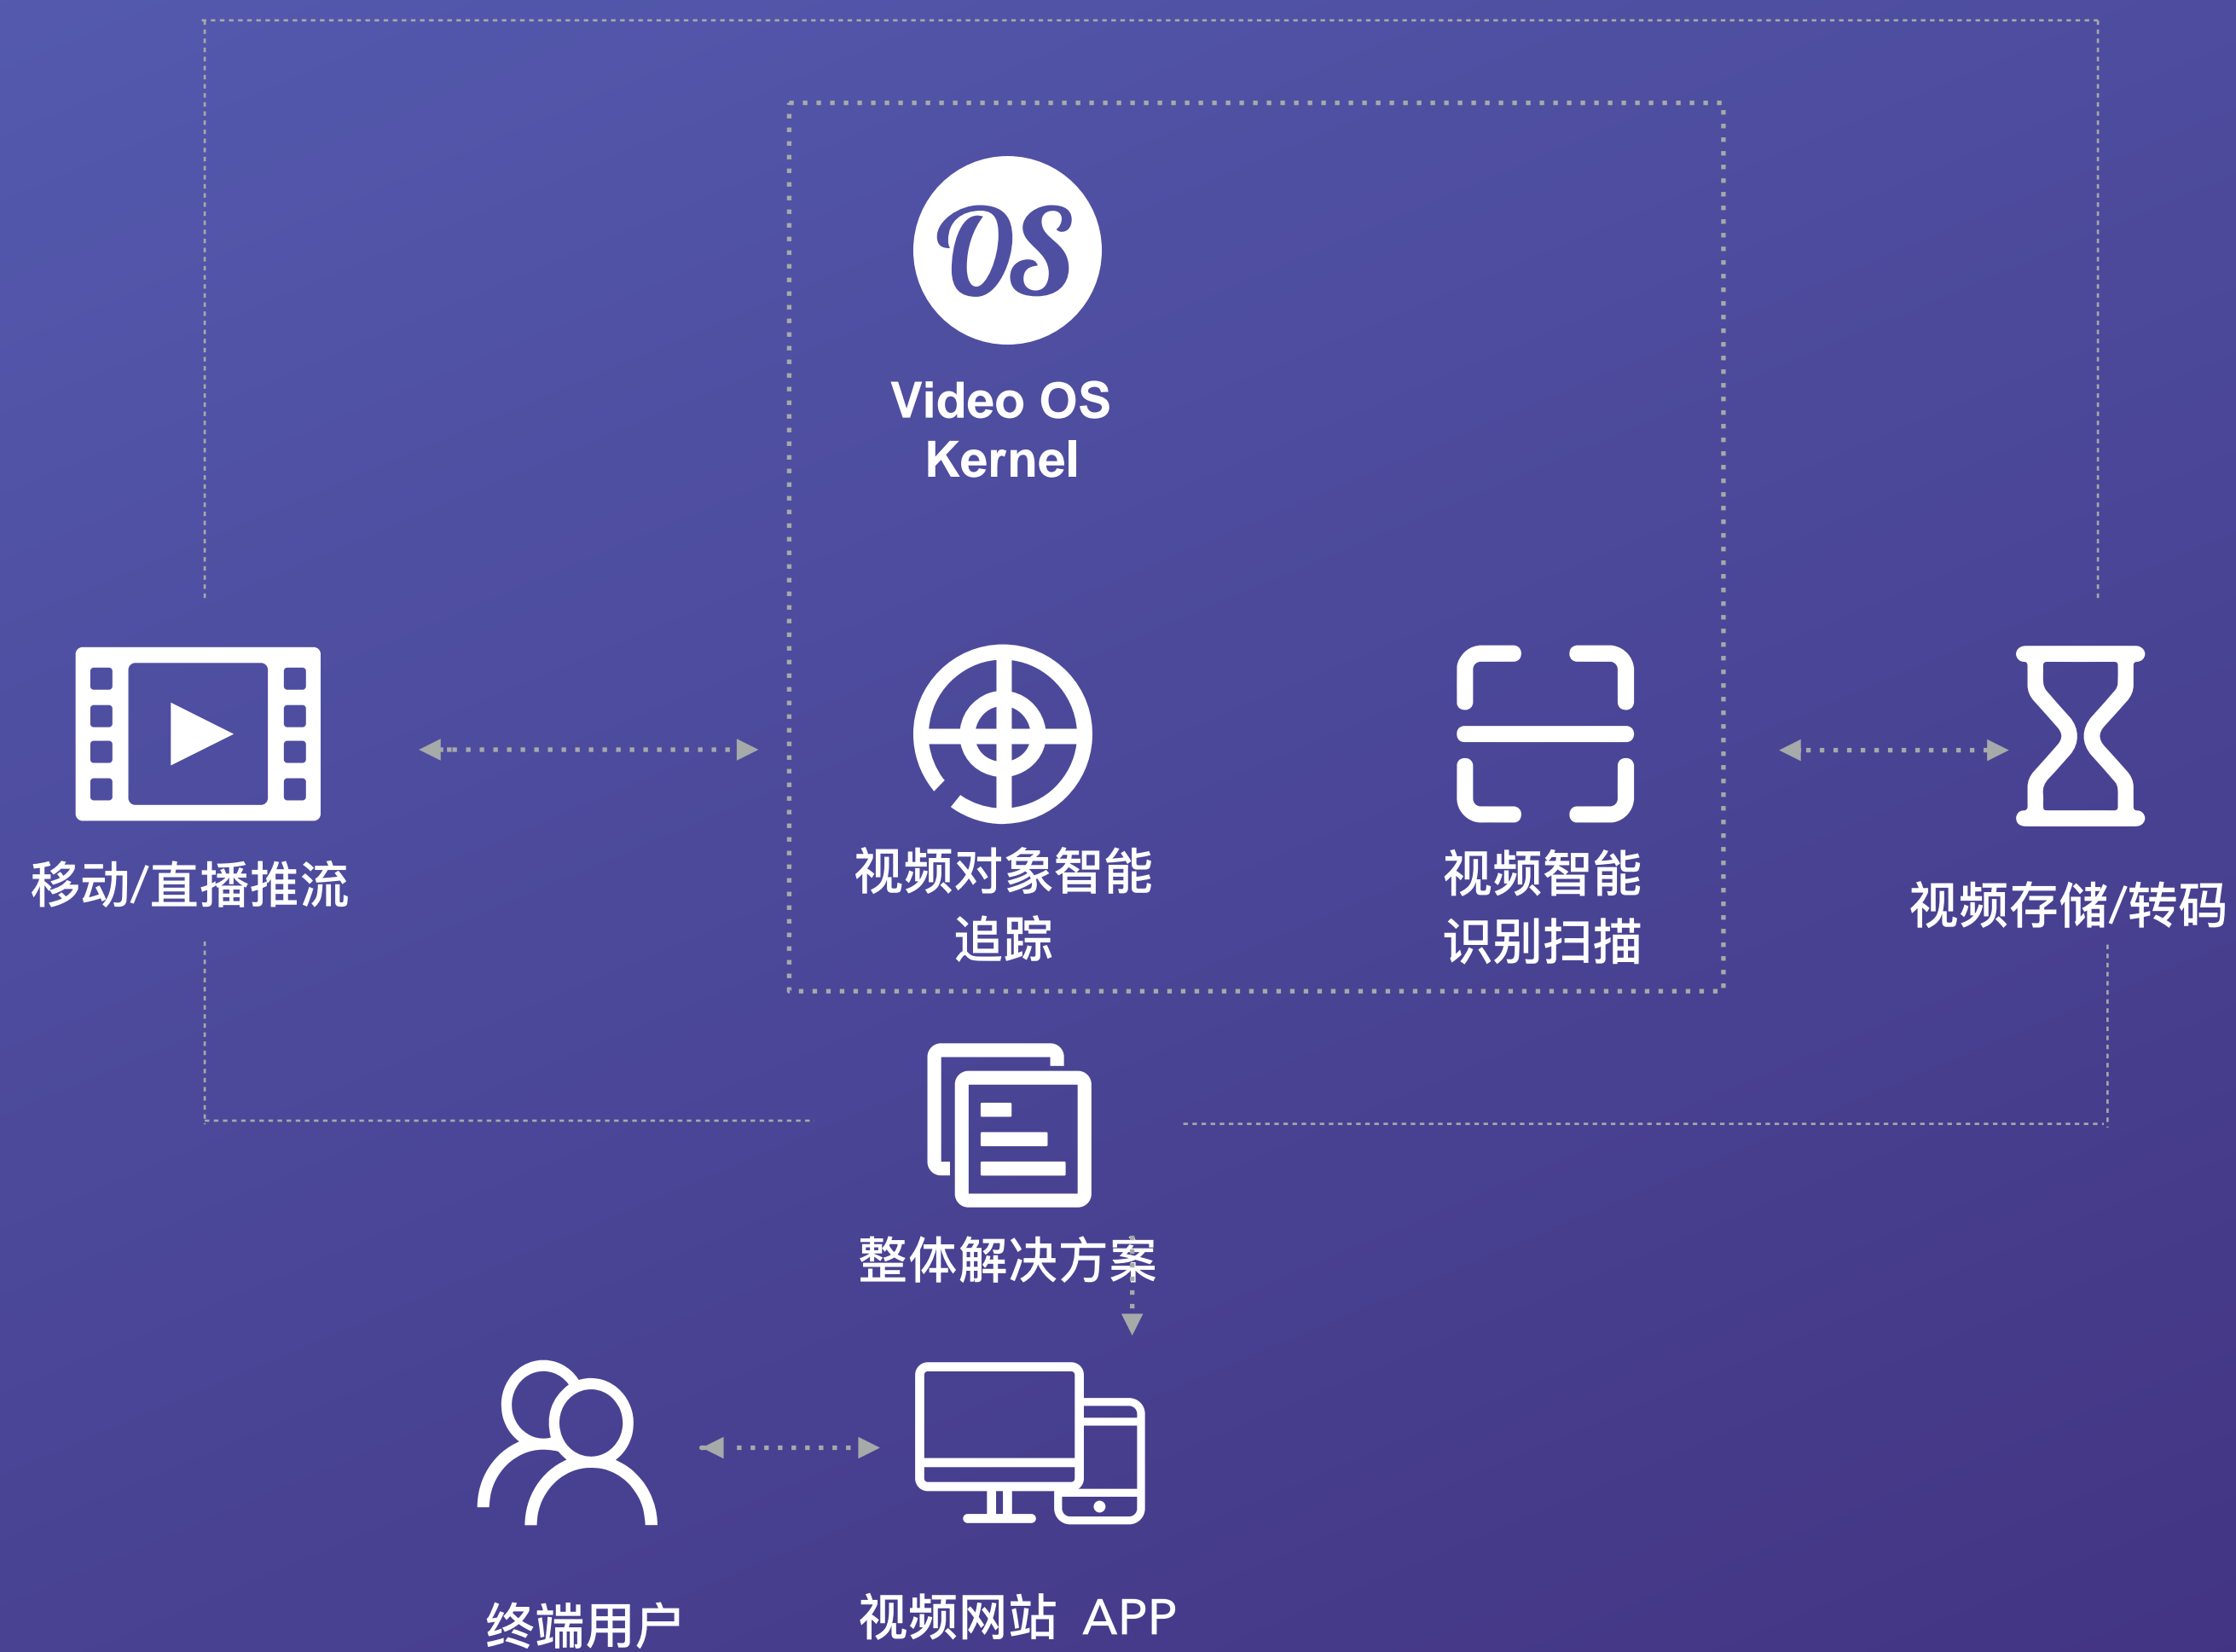 OS
Video OS
Kernel
移动/直播推流
视频对象智能
追踪
视频智能
识别扫描
视频存储/转码
整体解决方案
终端用户
视频网站 APP